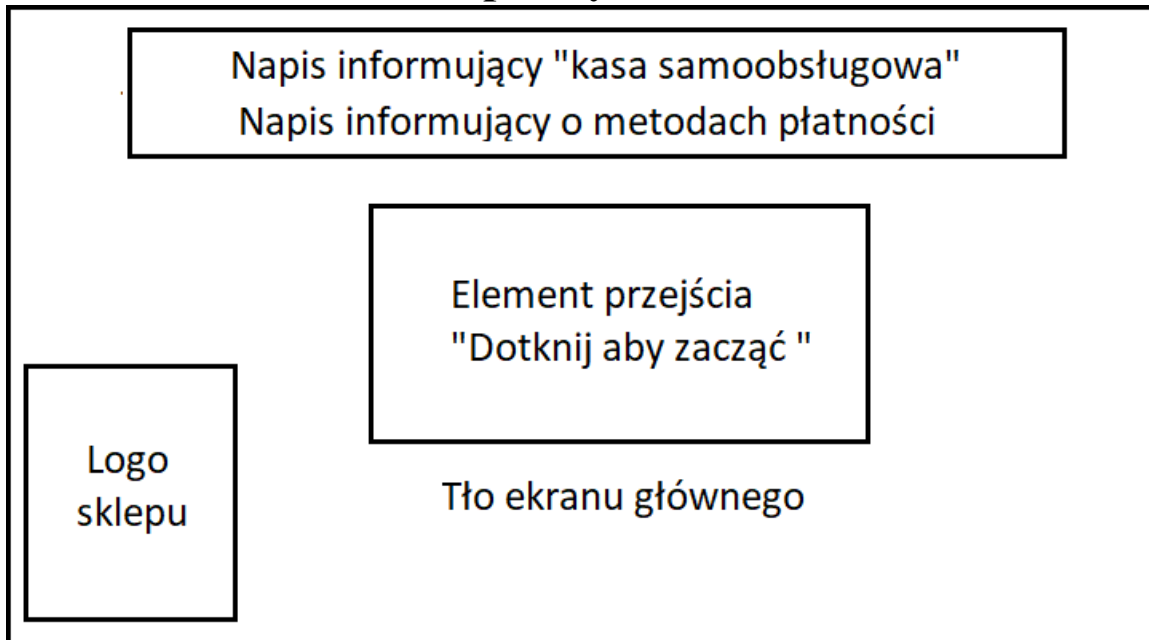 Napis informujący "kasa samoobsługowa"
Napis informujący o metodach płatności
Element przejścia
"Dotknij aby zacząć "
Logo
sklepu
Tło ekranu głównego